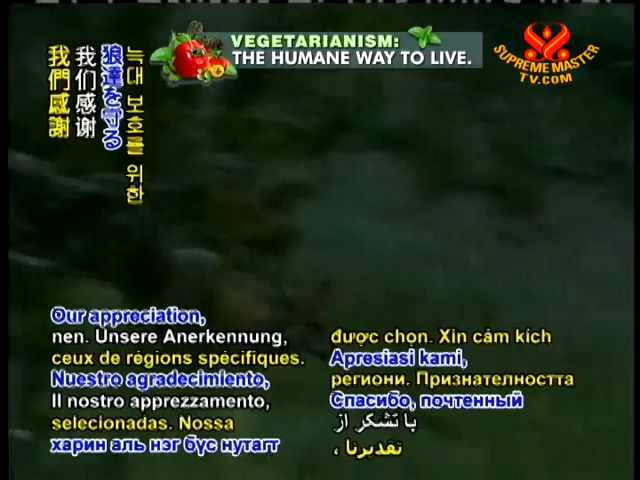 VEGETARIANISM:
THE HUMANE WAY TO LIVE.
SUPREME MASTER
TV.COM
我們感謝
我们感谢
狼達を守る
늑대 보호를 위한
Our appreciation,
nen. Unsere Anerkennung,
ceux de régions spécifiques.
Nuestro agradecimiento,
Il nostro apprezzamento,
selecionadas. Nossa
харин аль нэг бүс нутагт
được chọn. Xin cảm kích
Apresiasi kami,
региони. Признателността
Спасибо, почтенный
با تشکر از
تقديرنا ،